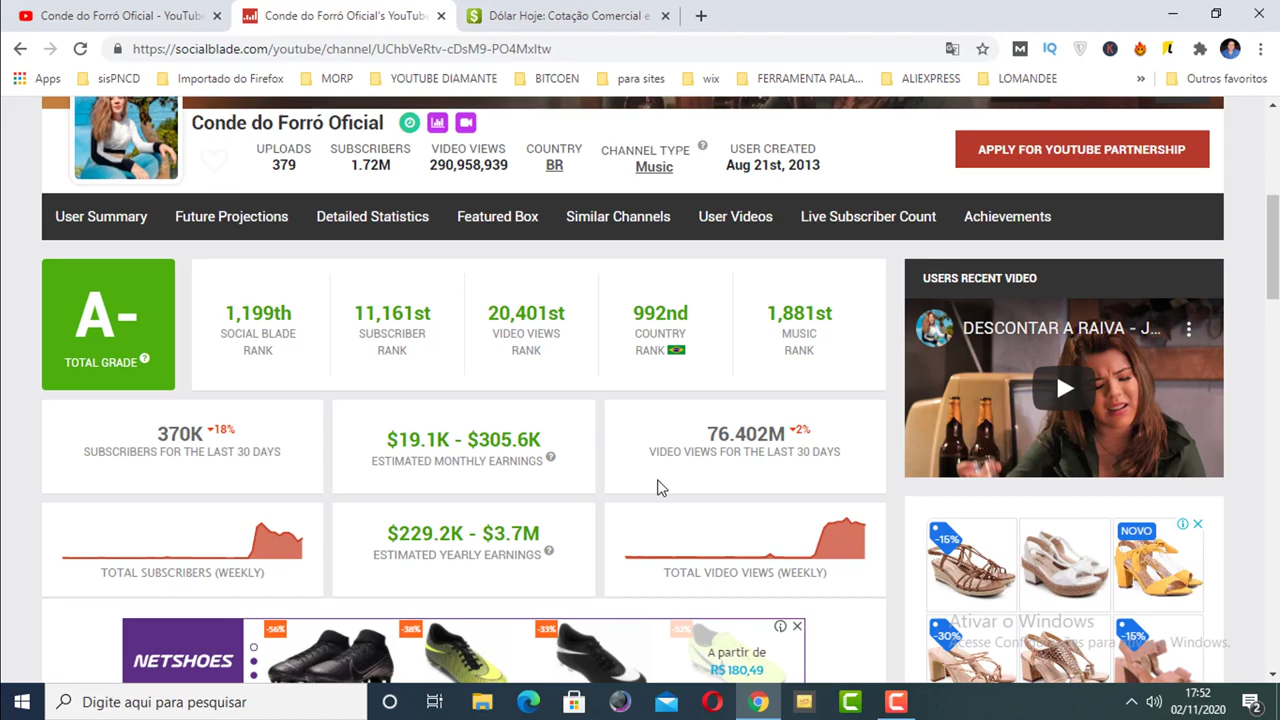 Conde do Forró Oficial - YouTube
Conde do Forró Oficial's YouTube
Dólar Hoje: Cotação Comercial e
https://socialblade.com/youtube/channel/UChbVeRtv-cDsM9-PO4MxItw
Apps sisPNCD Importado do Firefox MORP YOUTUBE DIAMANTE BITCOEN para sites wix FERRAMENTA PALA... ALIEXPRESS LOMANDEE » Outros favoritos
Conde do Forró Oficial
UPLOADS SUBSCRIBERS VIDEO VIEWS COUNTRY CHANNEL TYPE USER CREATED
379 1.72M 290,958,939 BR Music Aug 21st, 2013
APPLY FOR YOUTUBE PARTNERSHIP
User Summary Future Projections Detailed Statistics Featured Box Similar Channels User Videos Live Subscriber Count Achievements
A-
TOTAL GRADE
1,199th
SOCIAL BLADE
RANK
11,161st
SUBSCRIBER
RANK
20,401st
VIDEO VIEWS
RANK
992nd
COUNTRY
RANK
1,881st
MUSIC
RANK
USERS RECENT VIDEO
DESCONTAR A RAIVA - J...
370K 18%
SUBSCRIBERS FOR THE LAST 30 DAYS
$19.1K - $305.6K
ESTIMATED MONTHLY EARNINGS
76.402M 2%
VIDEO VIEWS FOR THE LAST 30 DAYS
TOTAL SUBSCRIBERS (WEEKLY)
$229.2K - $3.7M
ESTIMATED YEARLY EARNINGS
TOTAL VIDEO VIEWS (WEEKLY)
-15%
NOVO
-30%
-15%
Ativar o Windows
Acesse Configurações para ativar o Windows.
NETSHOES
-56%
-38%
-33%
-52%
A partir de
R$ 180,49
Digite aqui para pesquisar
17:52
02/11/2020
2